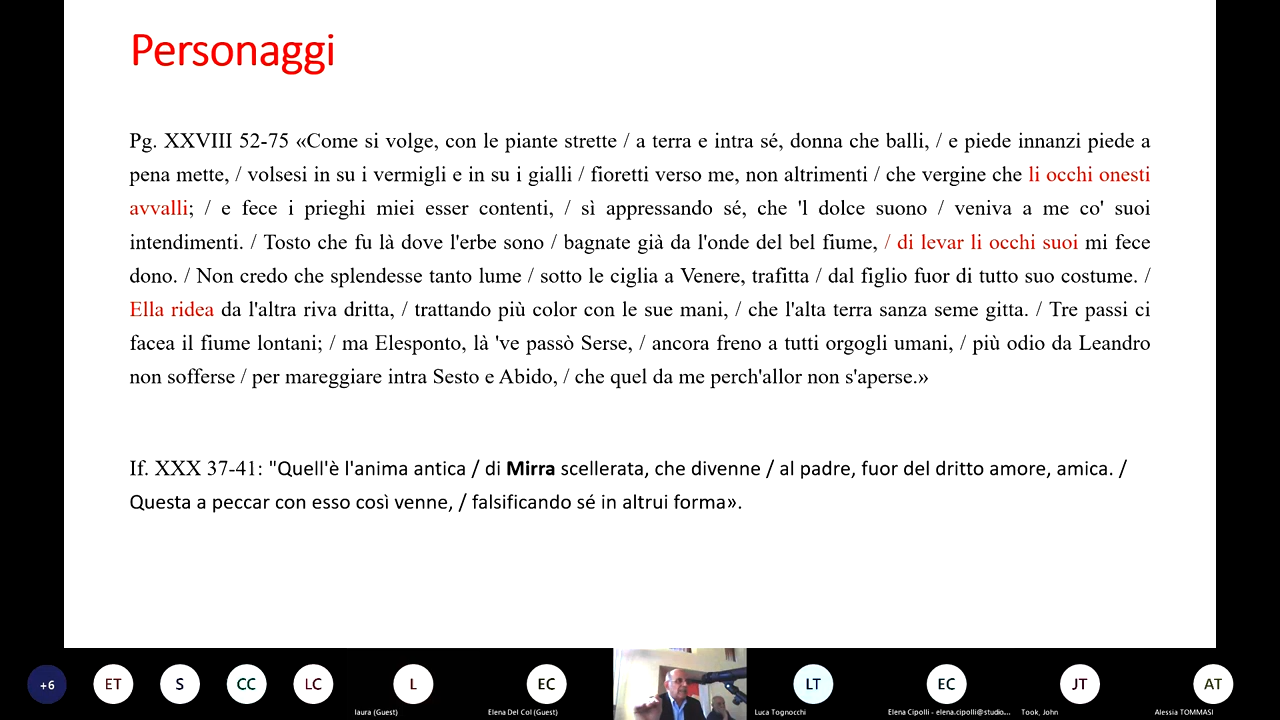 Personaggi
Pg. XXVIII 52-75 «Come si volge, con le piante strette / a terra e intra sé, donna che balli, / e piede innanzi piede a
pena mette, / volsesi in su i vermigli e in su i gialli / fioretti verso me, non altrimenti / che vergine che li occhi onesti
avvalli; / e fece i prieghi miei esser contenti, / sì appressando sé, che 'l dolce suono / veniva a me co' suoi
intendimenti. / Tosto che fu là dove l'erbe sono / bagnate già da l'onde del bel fiume, / di levar li occhi suoi mi fece
dono. / Non credo che splendesse tanto lume / sotto le ciglia a Venere, trafitta / dal figlio fuor di tutto suo costume. /
Ella ridea da l'altra riva dritta, / trattando più color con le sue mani, / che l'alta terra sanza seme gitta. / Tre passi ci
facea il fiume lontani; / ma Elesponto, là 've passò Serse, / ancora freno a tutti orgogli umani, / più odio da Leandro
non sofferse / per mareggiare intra Sesto e Abido, / che quel da me perch'allor non s'aperse.»
If. XXX 37-41: "Quell'è l'anima antica / di Mirra scellerata, che divenne / al padre, fuor del dritto amore, amica. /
Questa a peccar con esso così venne, / falsificando sé in altrui forma».
+6 ET S CC LC L EC LT EC JT AT
laura (Guest) Elena Del Col (Guest) Luca Tognocchi Elena Cipolli - elena.cipolli@studio... Took, John Alessia TOMMASI